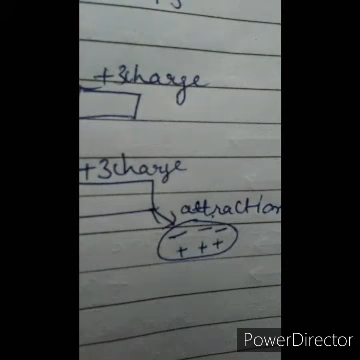 +3charge
+3charge
attraction
- - - -
+ + +
PowerDirector